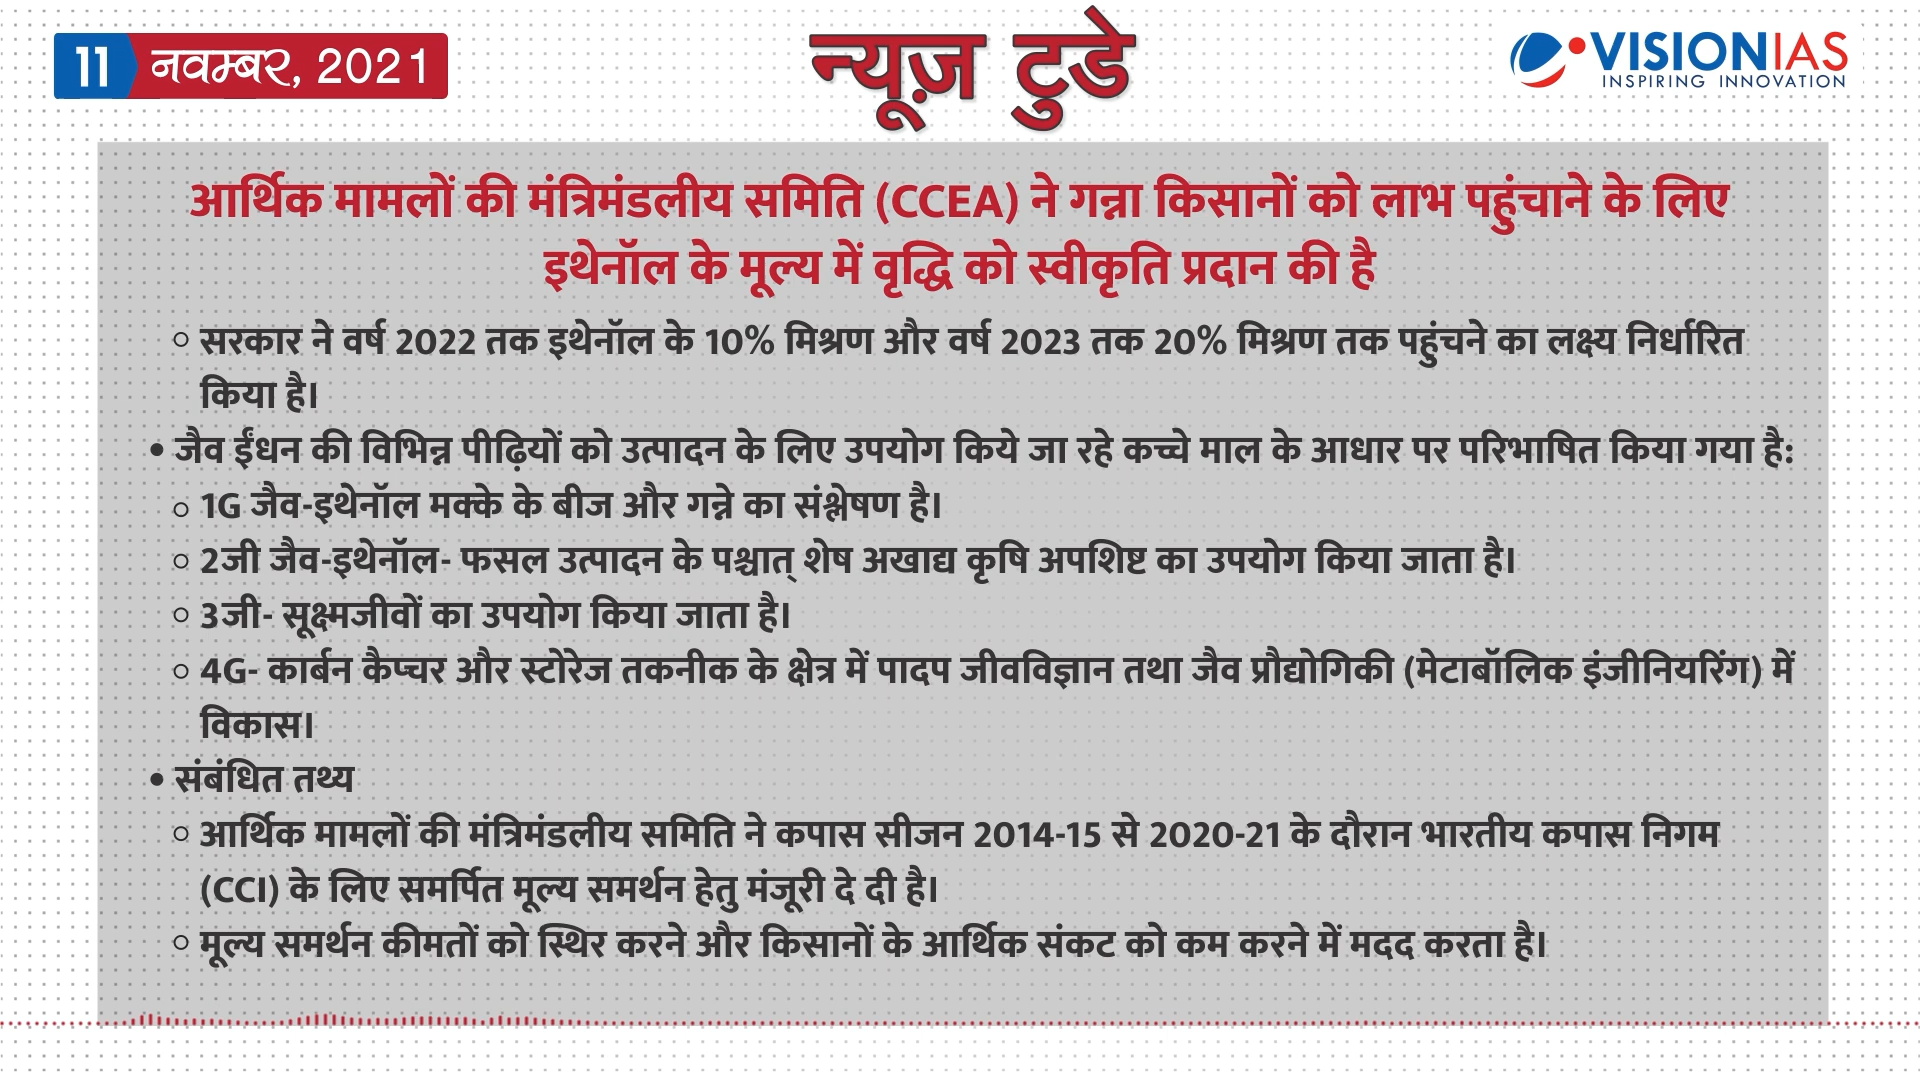 11 नवम्बर, 2021
न्यूज़ टुडे
VISIONIAS
INSPIRING INNOVATION
आर्थिक मामलों की मंत्रिमंडलीय समिति (CCEA) ने गन्ना किसानों को लाभ पहुंचाने के लिए
इथेनॉल के मूल्य में वृद्धि को स्वीकृति प्रदान की है
○ सरकार ने वर्ष 2022 तक इथेनॉल के 10% मिश्रण और वर्ष 2023 तक 20% मिश्रण तक पहुंचने का लक्ष्य निर्धारित
किया है।
• जैव ईंधन की विभिन्न पीढ़ियों को उत्पादन के लिए उपयोग किये जा रहे कच्चे माल के आधार पर परिभाषित किया गया है:
○ 1G जैव-इथेनॉल मक्के के बीज और गन्ने का संश्लेषण है।
○ 2जी जैव-इथेनॉल- फसल उत्पादन के पश्चात् शेष अखाद्य कृषि अपशिष्ट का उपयोग किया जाता है।
○ 3जी- सूक्ष्मजीवों का उपयोग किया जाता है।
○ 4G- कार्बन कैप्चर और स्टोरेज तकनीक के क्षेत्र में पादप जीवविज्ञान तथा जैव प्रौद्योगिकी (मेटाबॉलिक इंजीनियरिंग) में
विकास।
• संबंधित तथ्य
○ आर्थिक मामलों की मंत्रिमंडलीय समिति ने कपास सीजन 2014-15 से 2020-21 के दौरान भारतीय कपास निगम
(CCI) के लिए समर्पित मूल्य समर्थन हेतु मंजूरी दे दी है।
○ मूल्य समर्थन कीमतों को स्थिर करने और किसानों के आर्थिक संकट को कम करने में मदद करता है।